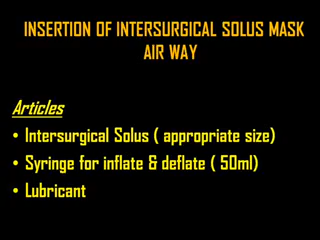 INSERTION OF INTERSURGICAL SOLUS MASK
AIR WAY
Articles
• Intersurgical Solus ( appropriate size)
• Syringe for inflate & deflate ( 50ml)
• Lubricant